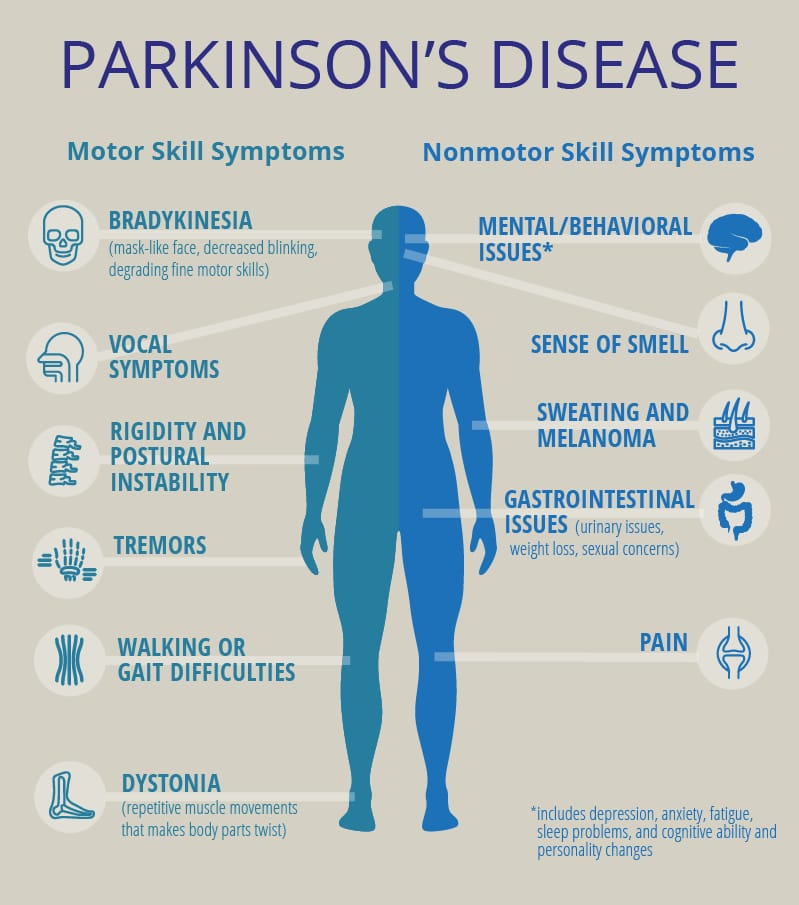 PARKINSON’S DISEASE
Motor Skill Symptoms
BRADYKINESIA
(mask-like face, decreased blinking,
degrading fine motor skills)
VOCAL
SYMPTOMS
RIGIDITY AND
POSTURAL
INSTABILITY
TREMORS
WALKING OR
GAIT DIFFICULTIES
DYSTONIA
(repetitive muscle movements
that makes body parts twist)
Nonmotor Skill Symptoms
MENTAL/BEHAVIORAL
ISSUES*
SENSE OF SMELL
SWEATING AND
MELANOMA
GASTROINTESTINAL
ISSUES (urinary issues,
weight loss, sexual concerns)
PAIN
*includes depression, anxiety, fatigue,
sleep problems, and cognitive ability and
personality changes